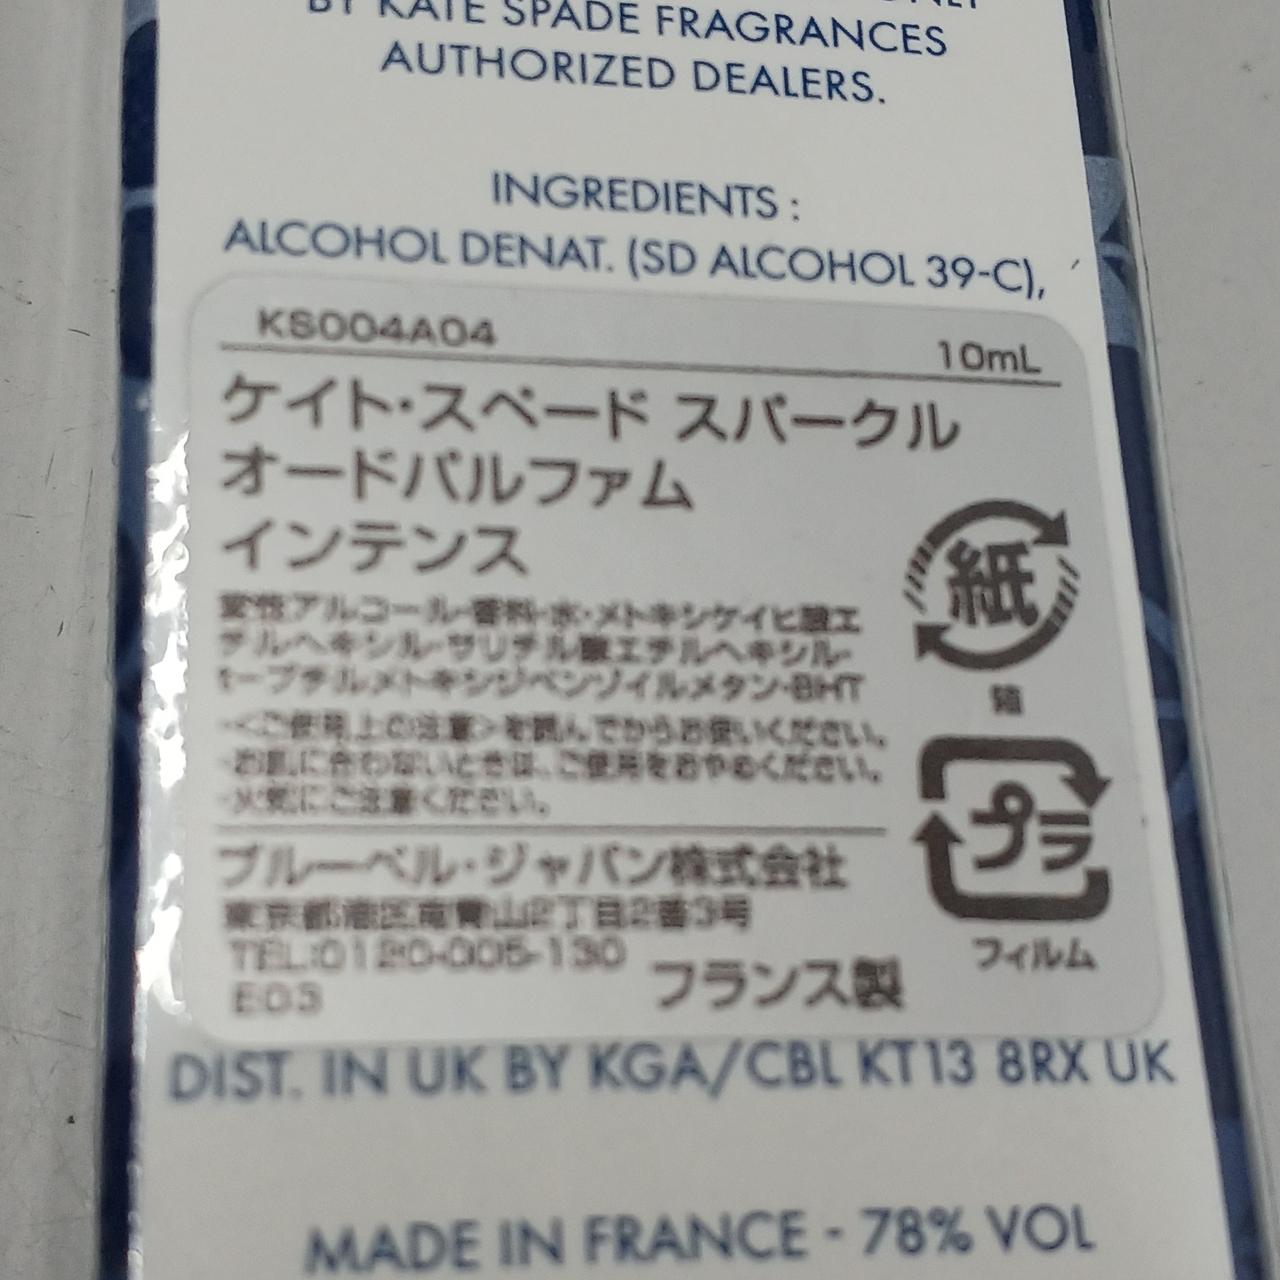 BY KATE SPADE FRAGRANCES
AUTHORIZED DEALERS.
INGREDIENTS :
ALCOHOL DENAT. (SD ALCOHOL 39-C),
KS004A04
10mL
ケイト・スペード スパークル
オードパルファム
インテンス
変性アルコール・香料・水・メトキシケイヒ酸エ
チルヘキシル・サリチル酸エチルヘキシル・
t-ブチルメトキシジベンゾイルメタン・BHT
・<ご使用上の注意>を読んでからお使いください。
・お肌に合わないときは、ご使用をおやめください。
・火気にご注意ください。
紙
箱
プラ
フィルム
ブルーベル・ジャパン株式会社
東京都港区南青山2丁目2番3号
TEL:0120-005-130
E03
フランス製
DIST. IN UK BY KGA/CBL KT13 8RX UK
MADE IN FRANCE - 78% VOL